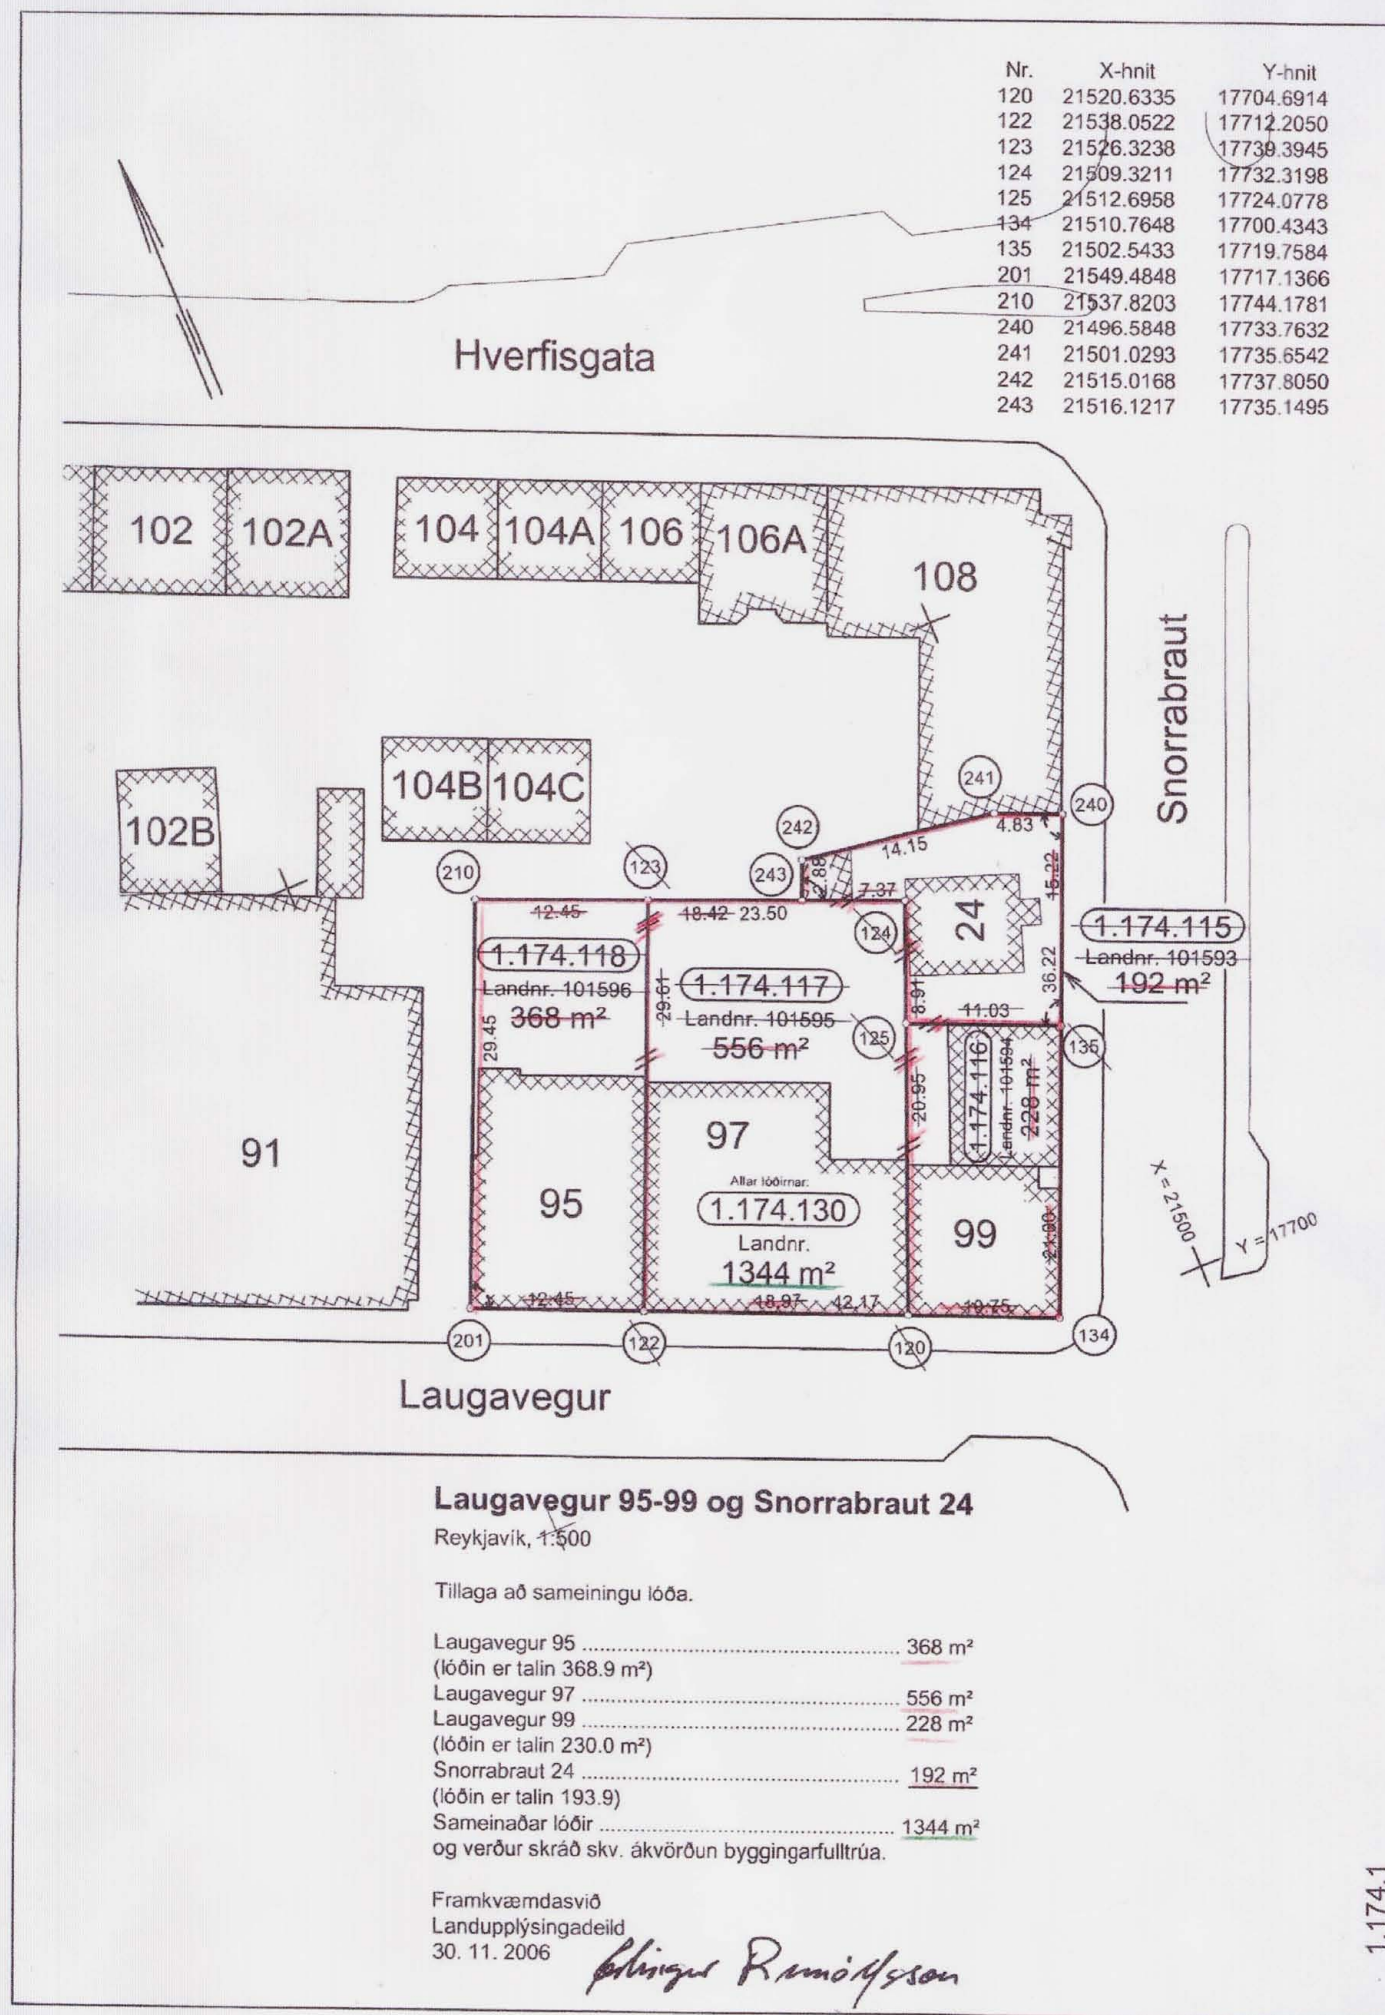 Nr. X-hnit Y-hnit
120 21520.6335 17704.6914
122 21538.0522 17712.2050
123 21526.3238 17739.3945
124 21509.3211 17732.3198
125 21512.6958 17724.0778
134 21510.7648 17700.4343
135 21502.5433 17719.7584
201 21549.4848 17717.1366
210 21537.8203 17744.1781
240 21496.5848 17733.7632
241 21501.0293 17735.6542
242 21515.0168 17737.8050
243 21516.1217 17735.1495
Hverfisgata
102 102A 104 104A 106 106A
108
Snorrabraut
104B 104C
102B
241
240
242
4.83
14.15
210
123
243
2.88
7.37
15.22
12.45
18.42 23.50
124
24
1.174.118
Landnr. 101596
368 m²
29.45
29.61
1.174.117
Landnr. 101595
556 m²
125
8.91
11.03
36.22
1.174.115
Landnr. 101593
192 m²
135
20.95
1.174.116
Landnr. 101594
228 m²
91
95
97
Allar lóðirnar:
1.174.130
Landnr.
1344 m²
99
21.00
X = 21500
Y = 17700
12.45
18.97 42.17
10.75
201
122
120
134
Laugavegur
Laugavegur 95-99 og Snorrabraut 24
Reykjavík, 1:500
Tillaga að sameiningu lóða.
Laugavegur 95 ................................................ 368 m²
(lóðin er talin 368.9 m²)
Laugavegur 97 ................................................ 556 m²
Laugavegur 99 ................................................ 228 m²
(lóðin er talin 230.0 m²)
Snorrabraut 24 ................................................ 192 m²
(lóðin er talin 193.9)
Sameinaðar lóðir ............................................. 1344 m²
og verður skráð skv. ákvörðun byggingarfulltrúa.
Framkvæmdasvið
Landupplýsingadeild
30. 11. 2006
1.174.1